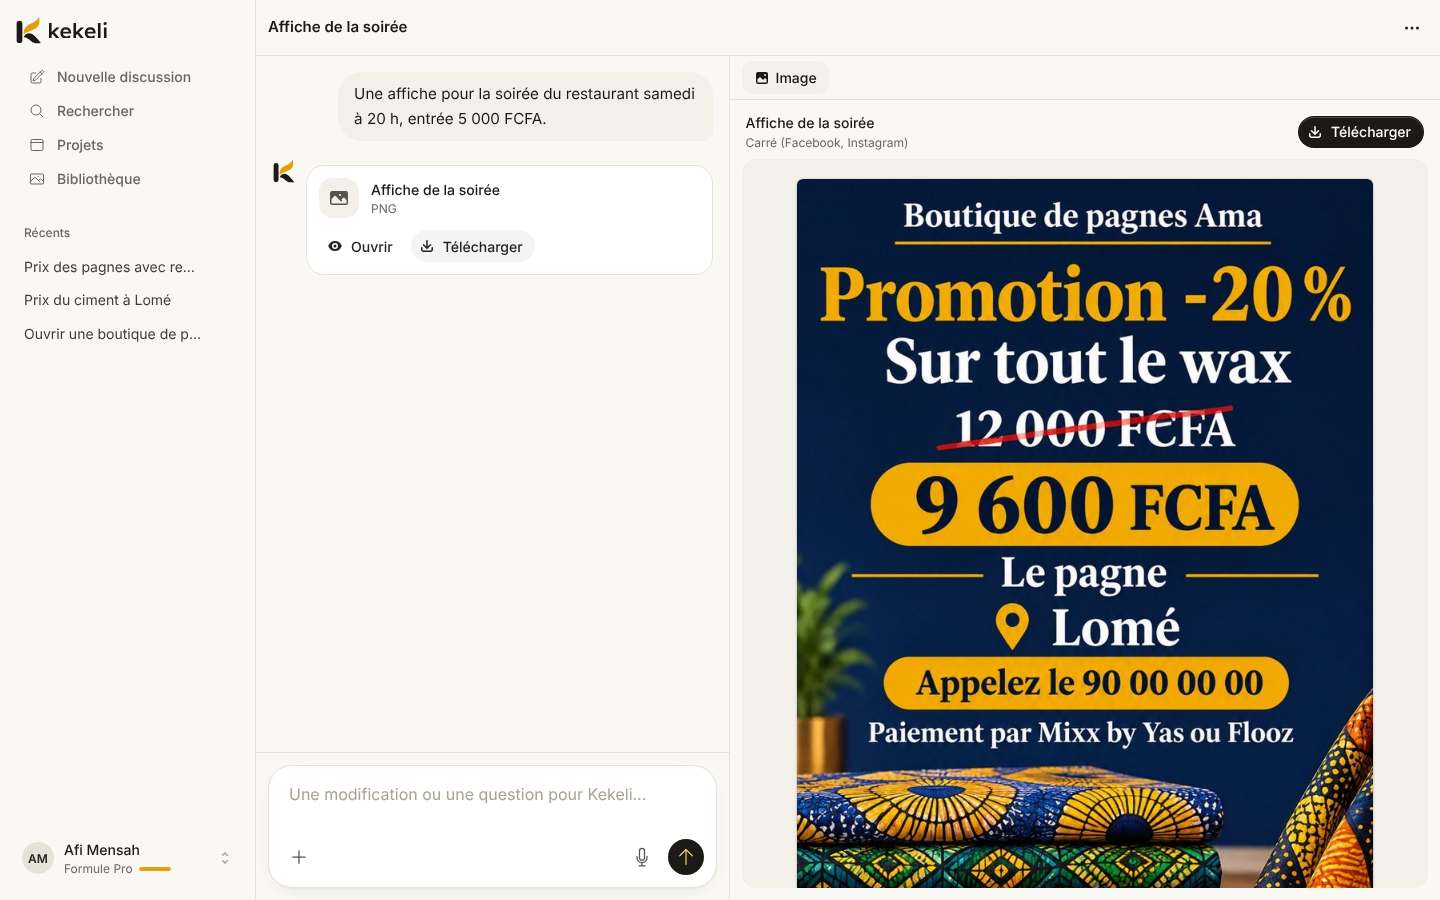 kekeli
Nouvelle discussion
Rechercher
Projets
Bibliothèque
Récents
Prix des pagnes avec re...
Prix du ciment à Lomé
Ouvrir une boutique de p...
AM
Afi Mensah
Formule Pro
Affiche de la soirée
Une affiche pour la soirée du restaurant samedi
à 20 h, entrée 5 000 FCFA.
Affiche de la soirée
PNG
Ouvrir
Télécharger
Une modification ou une question pour Kekeli...
Image
Affiche de la soirée
Carré (Facebook, Instagram)
Télécharger
Boutique de pagnes Ama
Promotion -20 %
Sur tout le wax
12 000 FCFA
9 600 FCFA
Le pagne
Lomé
Appelez le 90 00 00 00
Paiement par Mixx by Yas ou Flooz